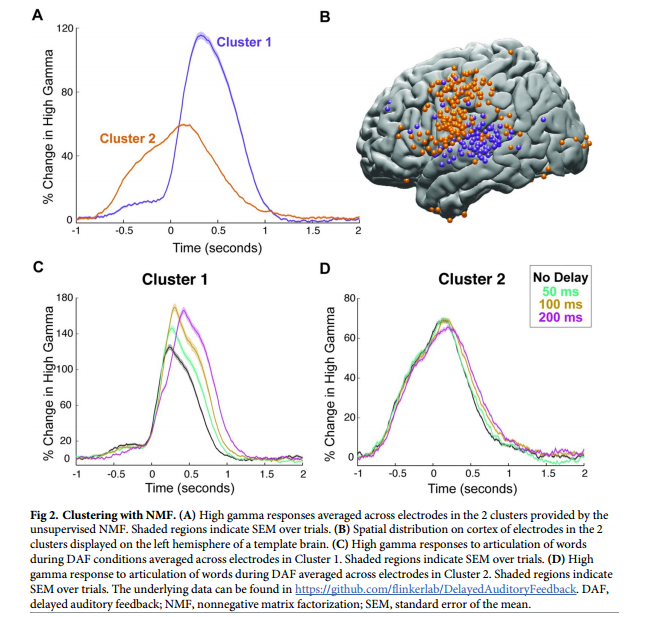 A
B
120
80
40
0
% Change in High Gamma
Cluster 1
Cluster 2
-1 -0.5 0 0.5 1 1.5 2
Time (seconds)
C
Cluster 1
180
140
100
60
20
0
% Change in High Gamma
-1 -0.5 0 0.5 1 1.5 2
Time (seconds)
D
Cluster 2
No Delay
50 ms
100 ms
200 ms
80
60
40
20
0
% Change in High Gamma
-1 -0.5 0 0.5 1 1.5 2
Time (seconds)
Fig 2. Clustering with NMF. (A) High gamma responses averaged across electrodes in the 2 clusters provided by the
unsupervised NMF. Shaded regions indicate SEM over trials. (B) Spatial distribution on cortex of electrodes in the 2
clusters displayed on the left hemisphere of a template brain. (C) High gamma responses to articulation of words
during DAF conditions averaged across electrodes in Cluster 1. Shaded regions indicate SEM over trials. (D) High
gamma response to articulation of words during DAF averaged across electrodes in Cluster 2. Shaded regions indicate
SEM over trials. The underlying data can be found in https://github.com/flinkerlab/DelayedAuditoryFeedback. DAF,
delayed auditory feedback; NMF, nonnegative matrix factorization; SEM, standard error of the mean.